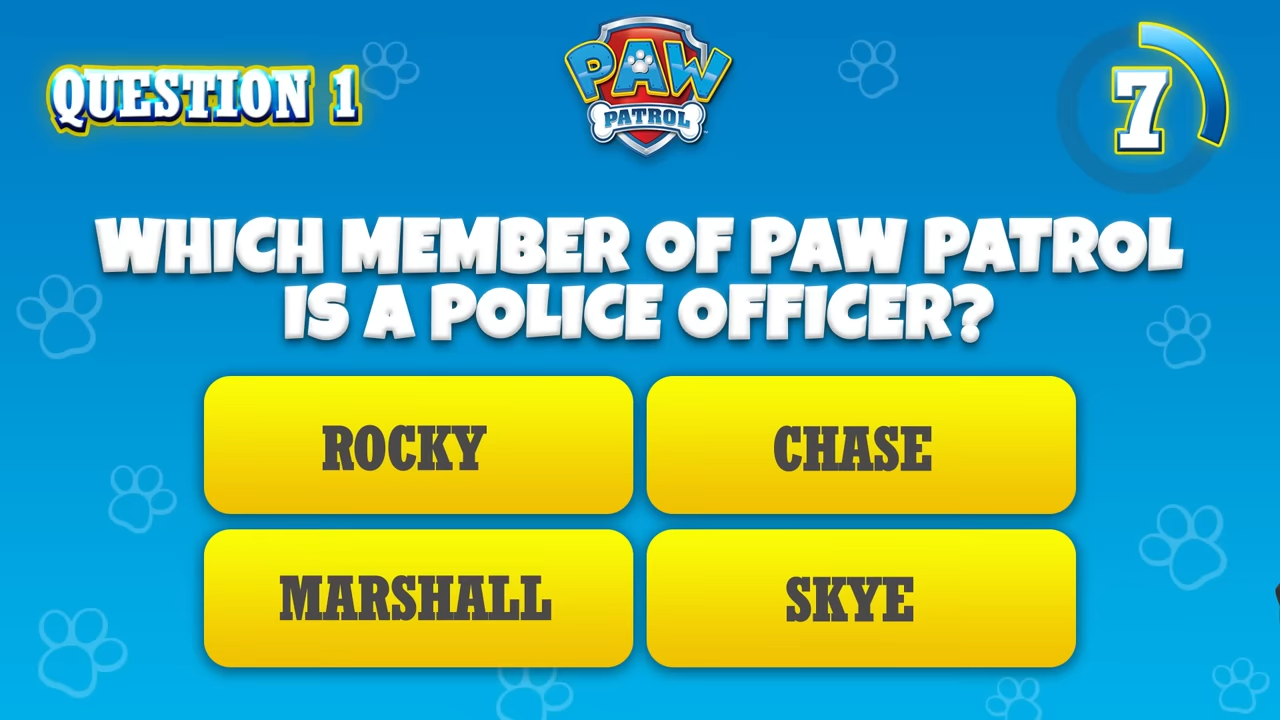 QUESTION 1
PAW
PATROL
7
WHICH MEMBER OF PAW PATROL
IS A POLICE OFFICER?
ROCKY
CHASE
MARSHALL
SKYE